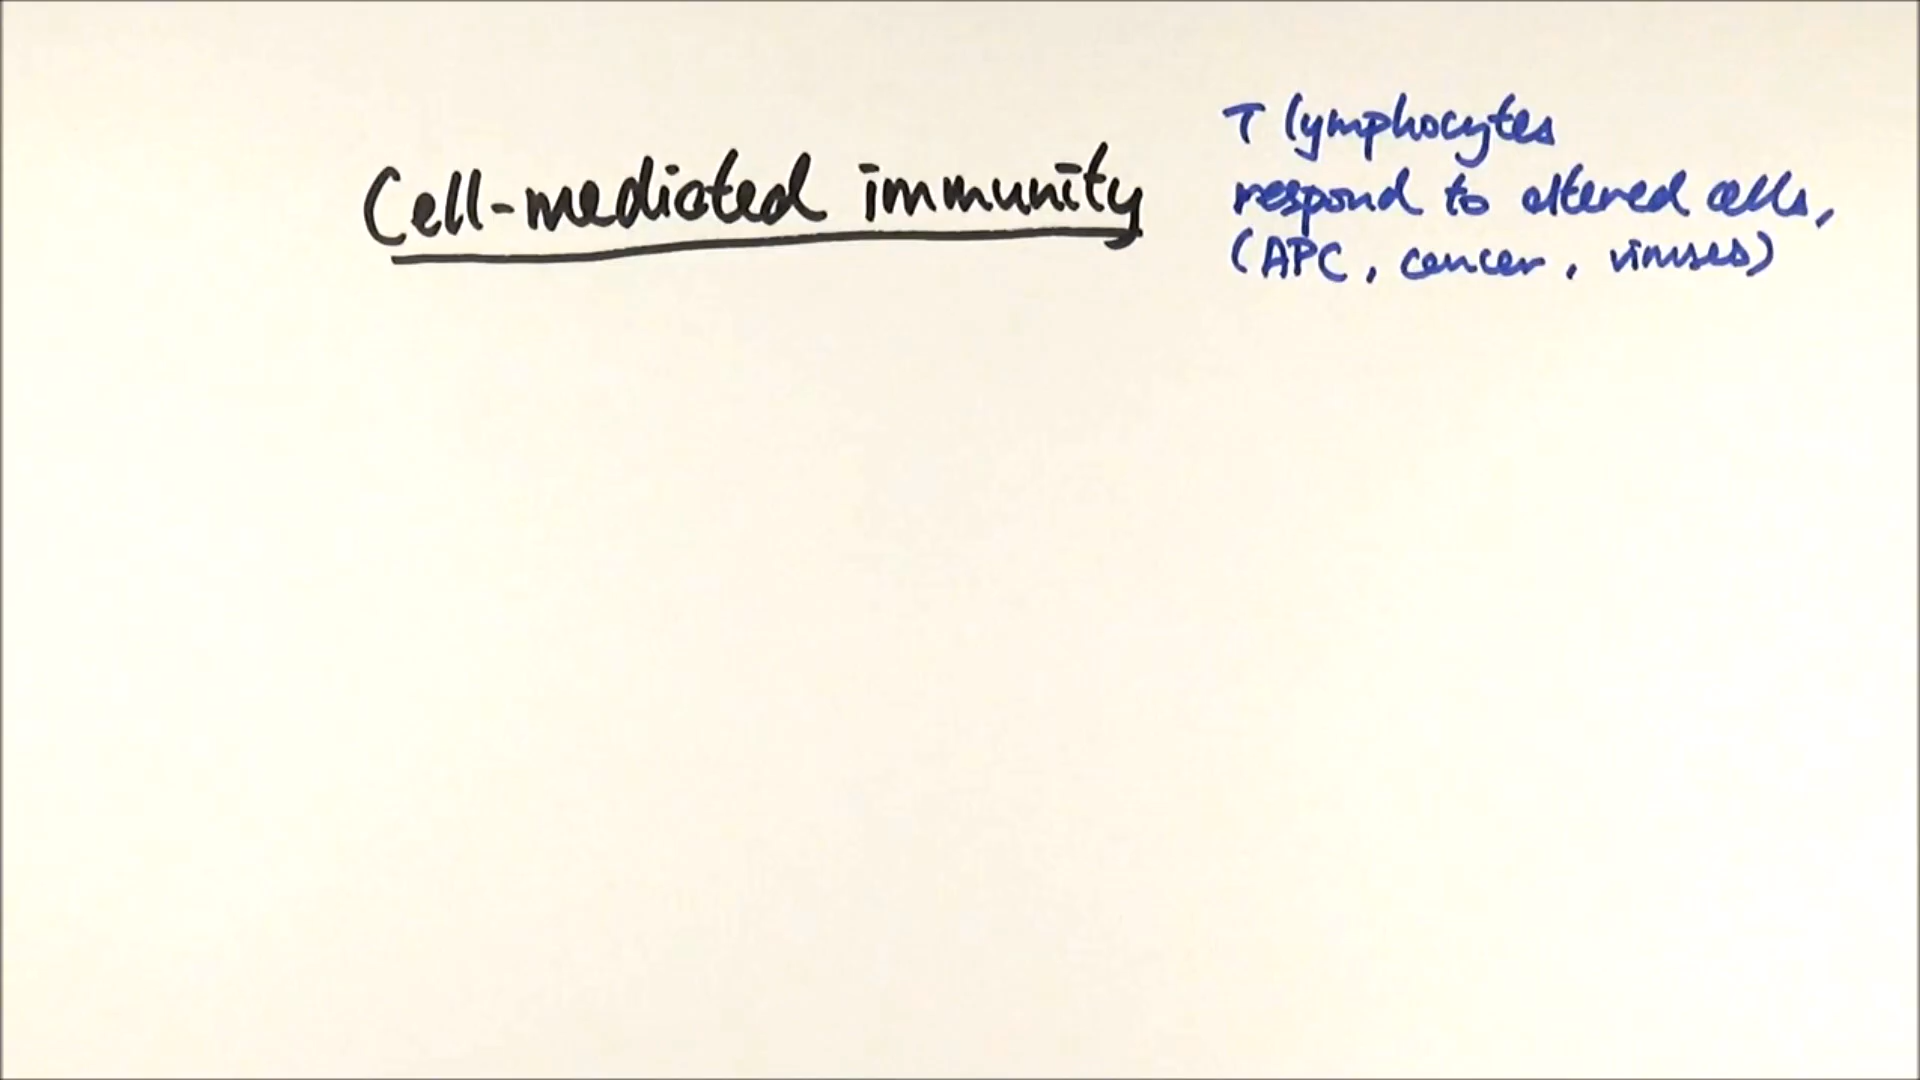 Cell-mediated immunity
T lymphocytes
respond to altered cells,
(APC, cancer, viruses)